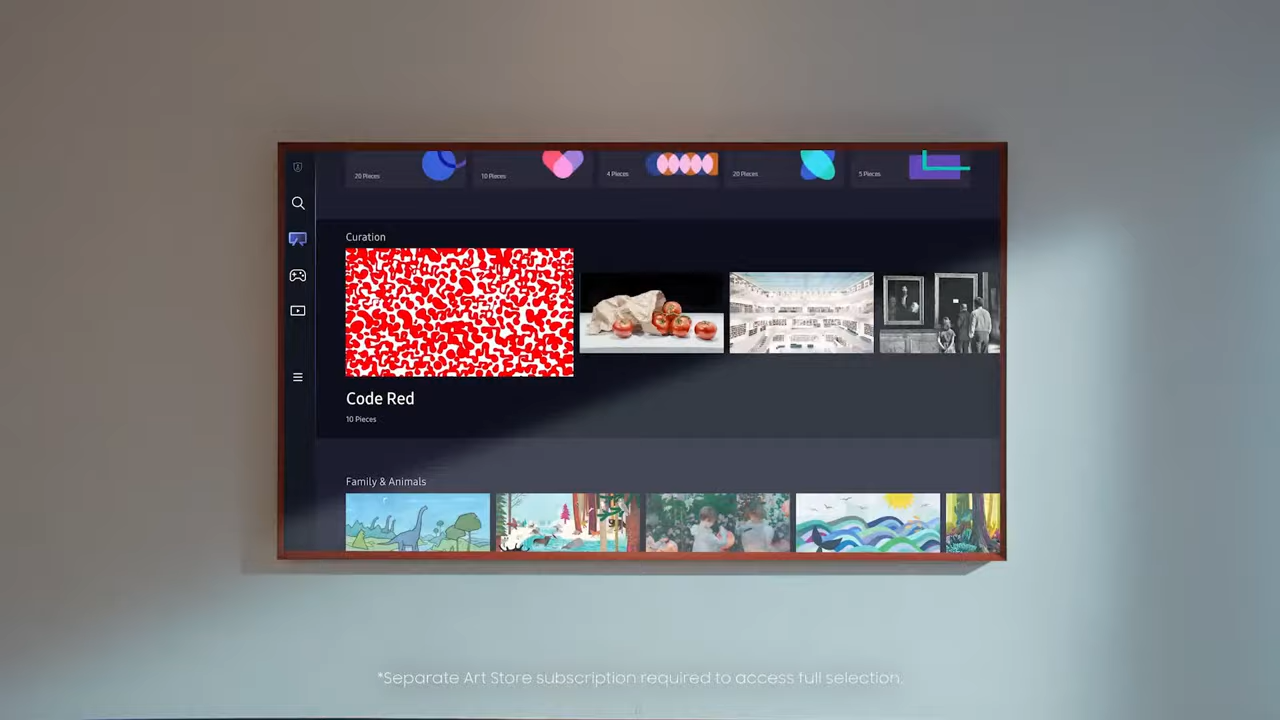 20 Pieces
10 Pieces
4 Pieces
20 Pieces
5 Pieces
Curation
Code Red
10 Pieces
Family & Animals
*Separate Art Store subscription required to access full selection.